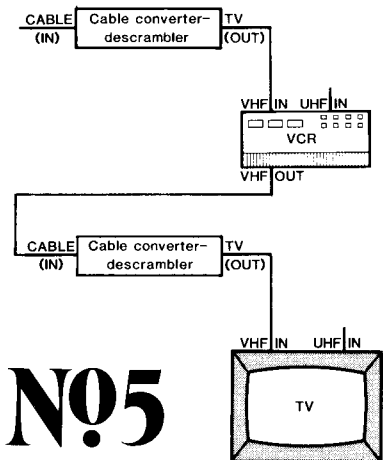 CABLE Cable converter- TV
(IN) descrambler (OUT)
VHF IN UHF IN
VCR
VHF OUT
CABLE Cable converter- TV
(IN) descrambler (OUT)
VHF IN UHF IN
TV
Nº5